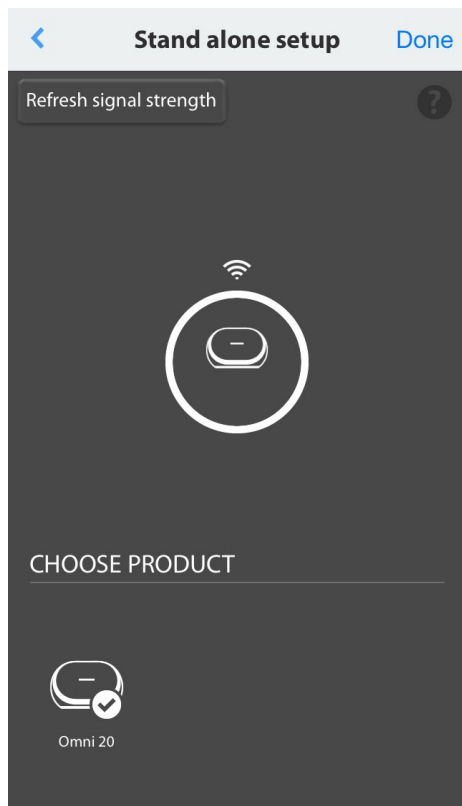 Stand alone setup
Done
Refresh signal strength
?
CHOOSE PRODUCT
Omni 20